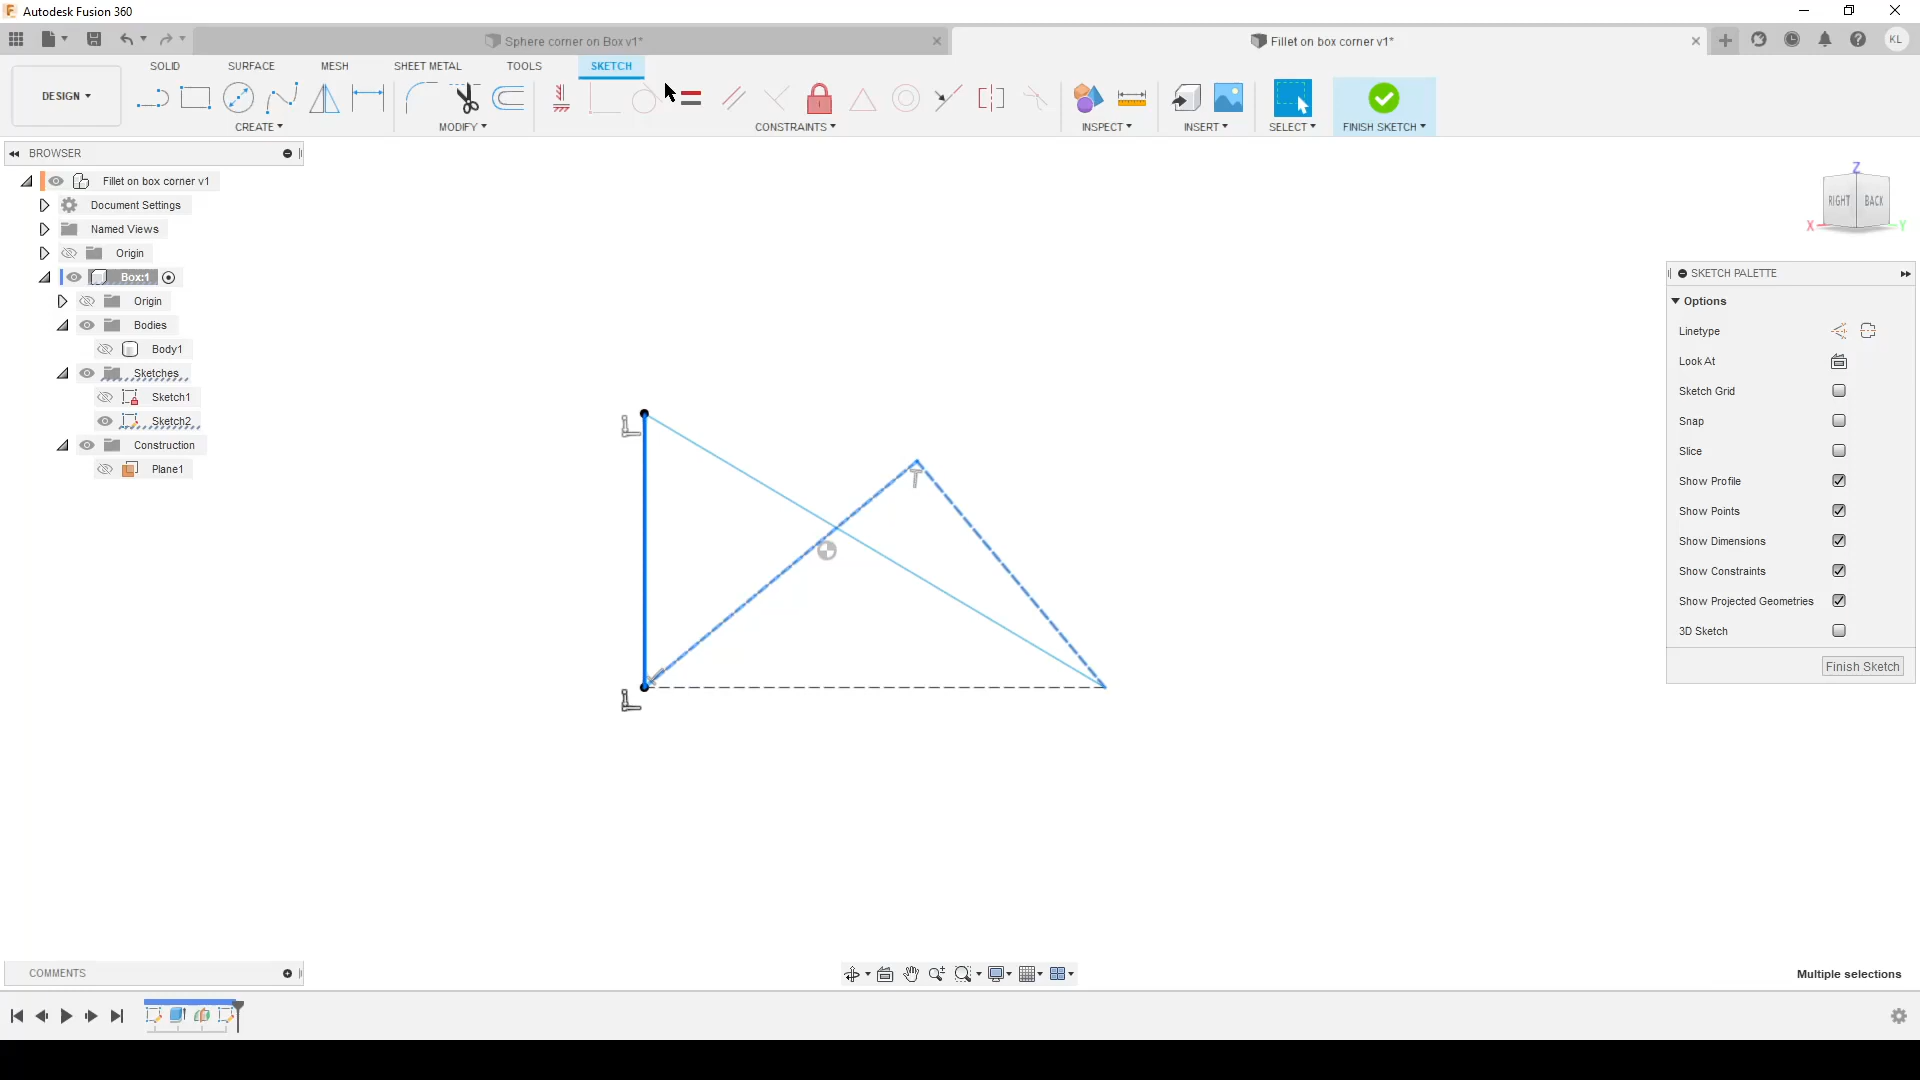 Autodesk Fusion 360
Sphere corner on Box v1*
Fillet on box corner v1*
KL
SOLID
SURFACE
MESH
SHEET METAL
TOOLS
SKETCH
DESIGN
CREATE
MODIFY
CONSTRAINTS
INSPECT
INSERT
SELECT
FINISH SKETCH
BROWSER
Fillet on box corner v1
Document Settings
Named Views
Origin
Box:1
Origin
Bodies
Body1
Sketches
Sketch1
Sketch2
Construction
Plane1
Z
RIGHT
BACK
X
Y
SKETCH PALETTE
Options
Linetype
Look At
Sketch Grid
Snap
Slice
Show Profile
Show Points
Show Dimensions
Show Constraints
Show Projected Geometries
3D Sketch
Finish Sketch
COMMENTS
Multiple selections